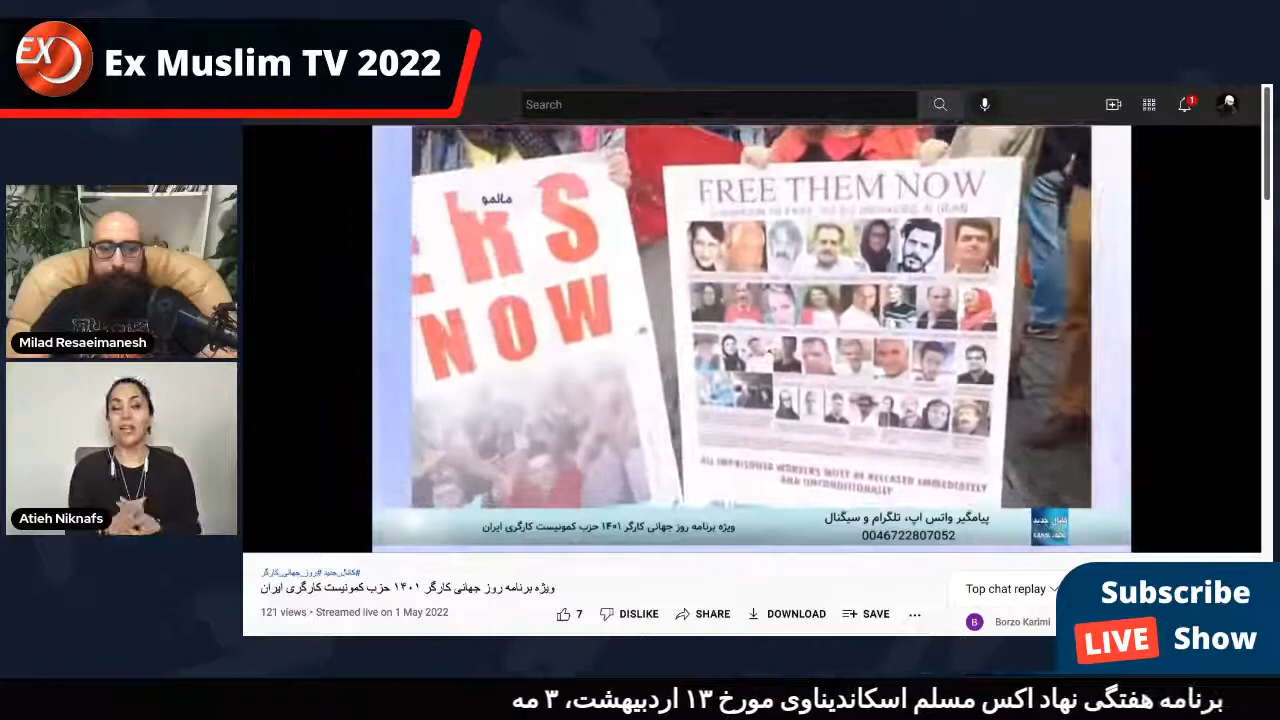 EX
Ex Muslim TV 2022
Search
1
مالمو
ERS
NOW
FREE THEM NOW
ALL IMPRISONED WORKERS MUST BE RELEASED IMMEDIATELY
AND UNCONDITIONALLY
Milad Resaeimanesh
Atieh Niknafs
پیامگیر واتس اپ، تلگرام و سیگنال
0046722807052
ویژه برنامه روز جهانی کارگر ۱۴۰۱ حزب کمونیست کارگری ایران
کانال جدید
#کانال_جدید #روز_جهانی_کارگر
ویژه برنامه روز جهانی کارگر ۱۴۰۱ حزب کمونیست کارگری ایران
121 views • Streamed live on 1 May 2022
7
DISLIKE
SHARE
DOWNLOAD
SAVE
Top chat replay
B
Borzo Karimi
Subscribe
LIVE Show
برنامه هفتگی نهاد اکس مسلم اسکاندیناوی مورخ ۱۳ اردیبهشت، ۳ مه